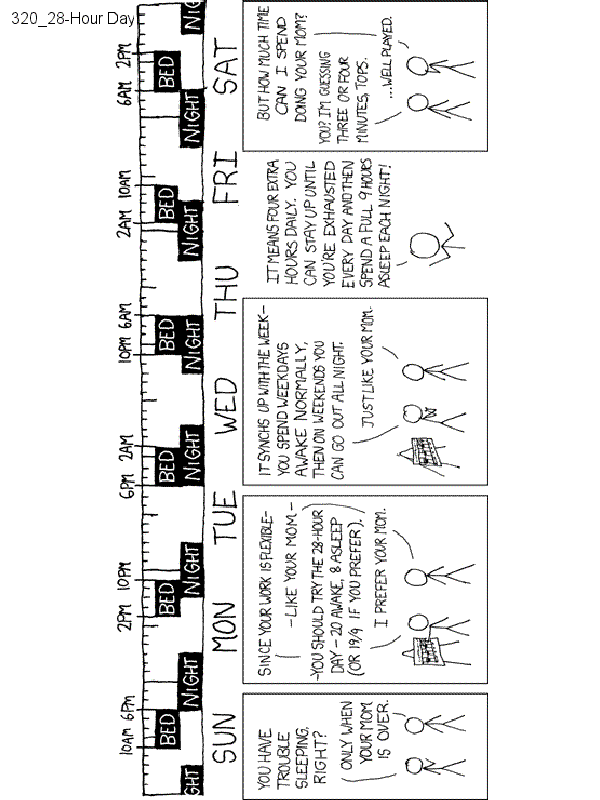 320_28-Hour Day
10AM 6PM 2PM 10PM 6PM 2AM 10PM 6AM 2AM 10AM 6AM 2PM
BED BED BED BED BED BED
GHT NIGHT NIGHT NIGHT NIGHT NIGHT NIGHT NI
SUN MON TUE WED THU FRI SAT
YOU HAVE
TROUBLE
SLEEPING,
RIGHT?
ONLY WHEN
YOUR MOM
IS OVER.
SINCE YOUR WORK IS FLEXIBLE-
-LIKE YOUR MOM-
-YOU SHOULD TRY THE 28-HOUR
DAY - 20 AWAKE, 8 ASLEEP
(OR 19/9 IF YOU PREFER).
I PREFER YOUR MOM.
IT SYNCHS UP WITH THE WEEK-
YOU SPEND WEEKDAYS
AWAKE NORMALLY,
THEN ON WEEKENDS YOU
CAN GO OUT ALL NIGHT.
JUST LIKE YOUR MOM.
IT MEANS FOUR EXTRA
HOURS DAILY. YOU
CAN STAY UP UNTIL
YOU'RE EXHAUSTED
EVERY DAY AND THEN
SPEND A FULL 9 HOURS
ASLEEP EACH NIGHT!
BUT HOW MUCH TIME
CAN I SPEND
DOING YOUR MOM?
YOU? I'M GUESSING
THREE OR FOUR
MINUTES, TOPS.
...WELL PLAYED.